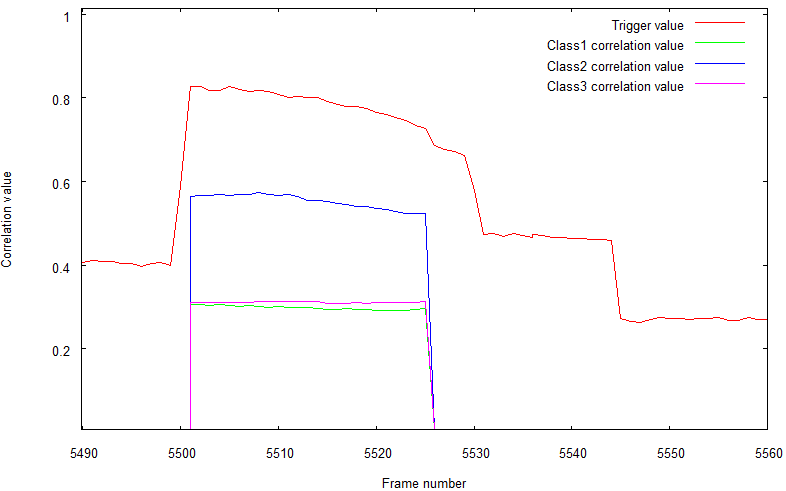 Trigger value
Class1 correlation value
Class2 correlation value
Class3 correlation value
1
0.8
0.6
0.4
0.2
Correlation value
5490 5500 5510 5520 5530 5540 5550 5560
Frame number